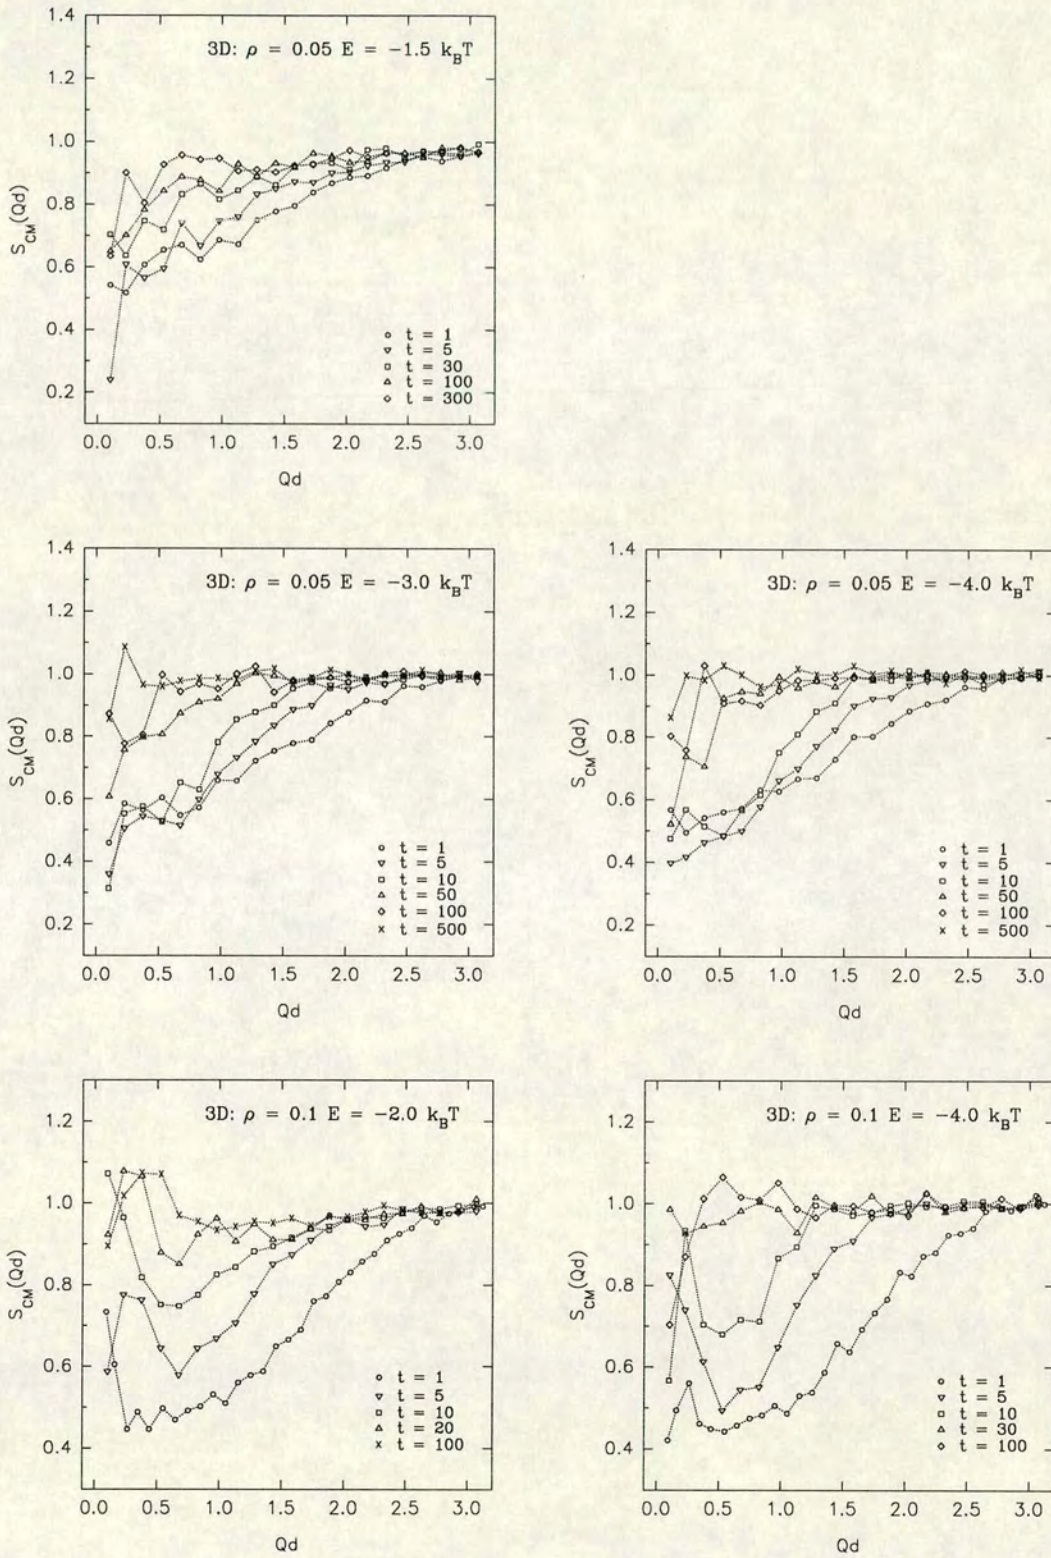 3D: ρ = 0.05 E = −1.5 k_BT
1.4
1.2
1.0
0.8
0.6
0.4
0.2
S_CM(Qd)
○ t = 1
▽ t = 5
□ t = 30
△ t = 100
◇ t = 300
0.0 0.5 1.0 1.5 2.0 2.5 3.0
Qd
3D: ρ = 0.05 E = −3.0 k_BT
1.4
1.2
1.0
0.8
0.6
0.4
0.2
S_CM(Qd)
○ t = 1
▽ t = 5
□ t = 10
△ t = 50
◇ t = 100
× t = 500
0.0 0.5 1.0 1.5 2.0 2.5 3.0
Qd
3D: ρ = 0.05 E = −4.0 k_BT
1.4
1.2
1.0
0.8
0.6
0.4
0.2
S_CM(Qd)
○ t = 1
▽ t = 5
□ t = 10
△ t = 50
◇ t = 100
× t = 500
0.0 0.5 1.0 1.5 2.0 2.5 3.0
Qd
3D: ρ = 0.1 E = −2.0 k_BT
1.2
1.0
0.8
0.6
0.4
S_CM(Qd)
○ t = 1
▽ t = 5
□ t = 10
△ t = 20
× t = 100
0.0 0.5 1.0 1.5 2.0 2.5 3.0
Qd
3D: ρ = 0.1 E = −4.0 k_BT
1.2
1.0
0.8
0.6
0.4
S_CM(Qd)
○ t = 1
▽ t = 5
□ t = 10
△ t = 30
◇ t = 100
0.0 0.5 1.0 1.5 2.0 2.5 3.0
Qd